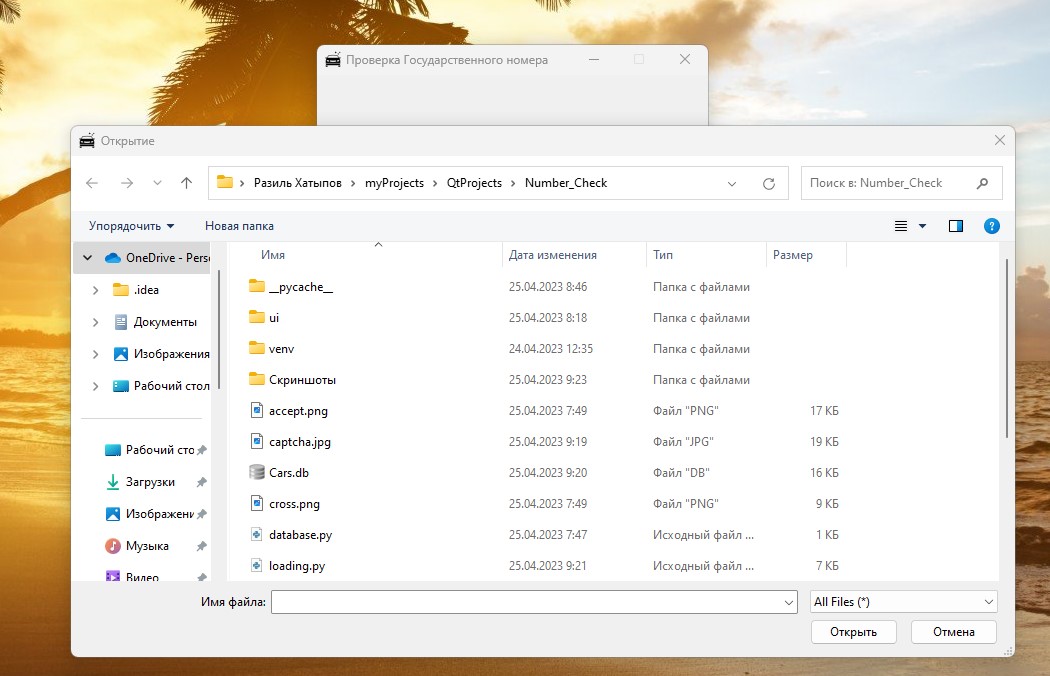 Проверка Государственного номера
Открытие
Разиль Хатыпов > myProjects > QtProjects > Number_Check
Поиск в: Number_Check
Упорядочить
Новая папка
?
OneDrive - Perso
.idea
Документы
Изображения
Рабочий стол
Рабочий сто
Загрузки
Изображени
Музыка
Видео
Имя Дата изменения Тип Размер
__pycache__ 25.04.2023 8:46 Папка с файлами
ui 25.04.2023 8:18 Папка с файлами
venv 24.04.2023 12:35 Папка с файлами
Скриншоты 25.04.2023 9:23 Папка с файлами
accept.png 25.04.2023 7:49 Файл "PNG" 17 КБ
captcha.jpg 25.04.2023 9:19 Файл "JPG" 19 КБ
Cars.db 25.04.2023 9:20 Файл "DB" 16 КБ
cross.png 25.04.2023 7:49 Файл "PNG" 9 КБ
database.py 25.04.2023 7:47 Исходный файл ... 1 КБ
loading.py 25.04.2023 9:21 Исходный файл ... 7 КБ
Имя файла:
All Files (*)
Открыть
Отмена